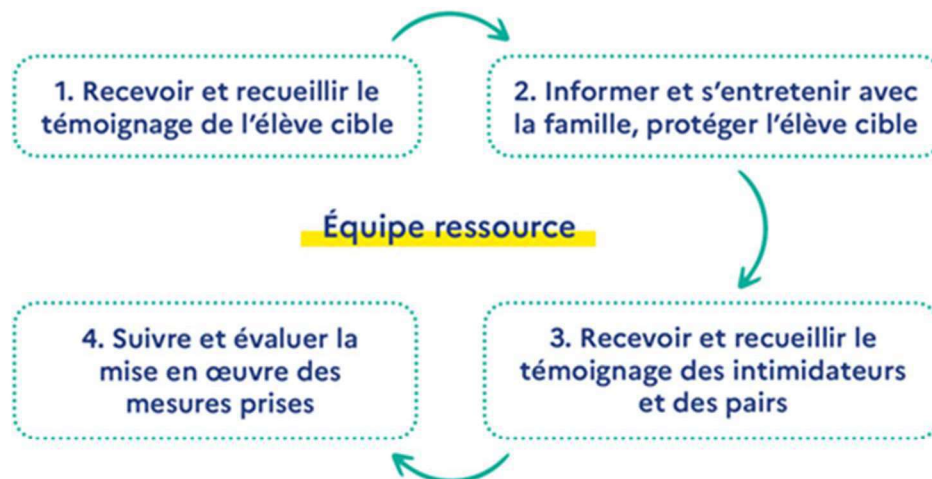 1. Recevoir et recueillir le
témoignage de l'élève cible
2. Informer et s'entretenir avec
la famille, protéger l'élève cible
Équipe ressource
3. Recevoir et recueillir le
témoignage des intimidateurs
et des pairs
4. Suivre et évaluer la
mise en œuvre des
mesures prises